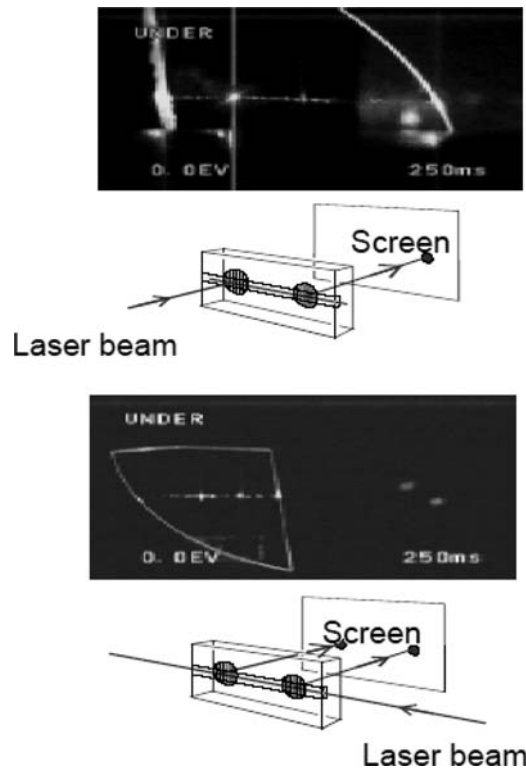 UNDER
0. 0EV 250ms
Screen
Laser beam
UNDER
0. 0EV 250ms
Screen
Laser beam